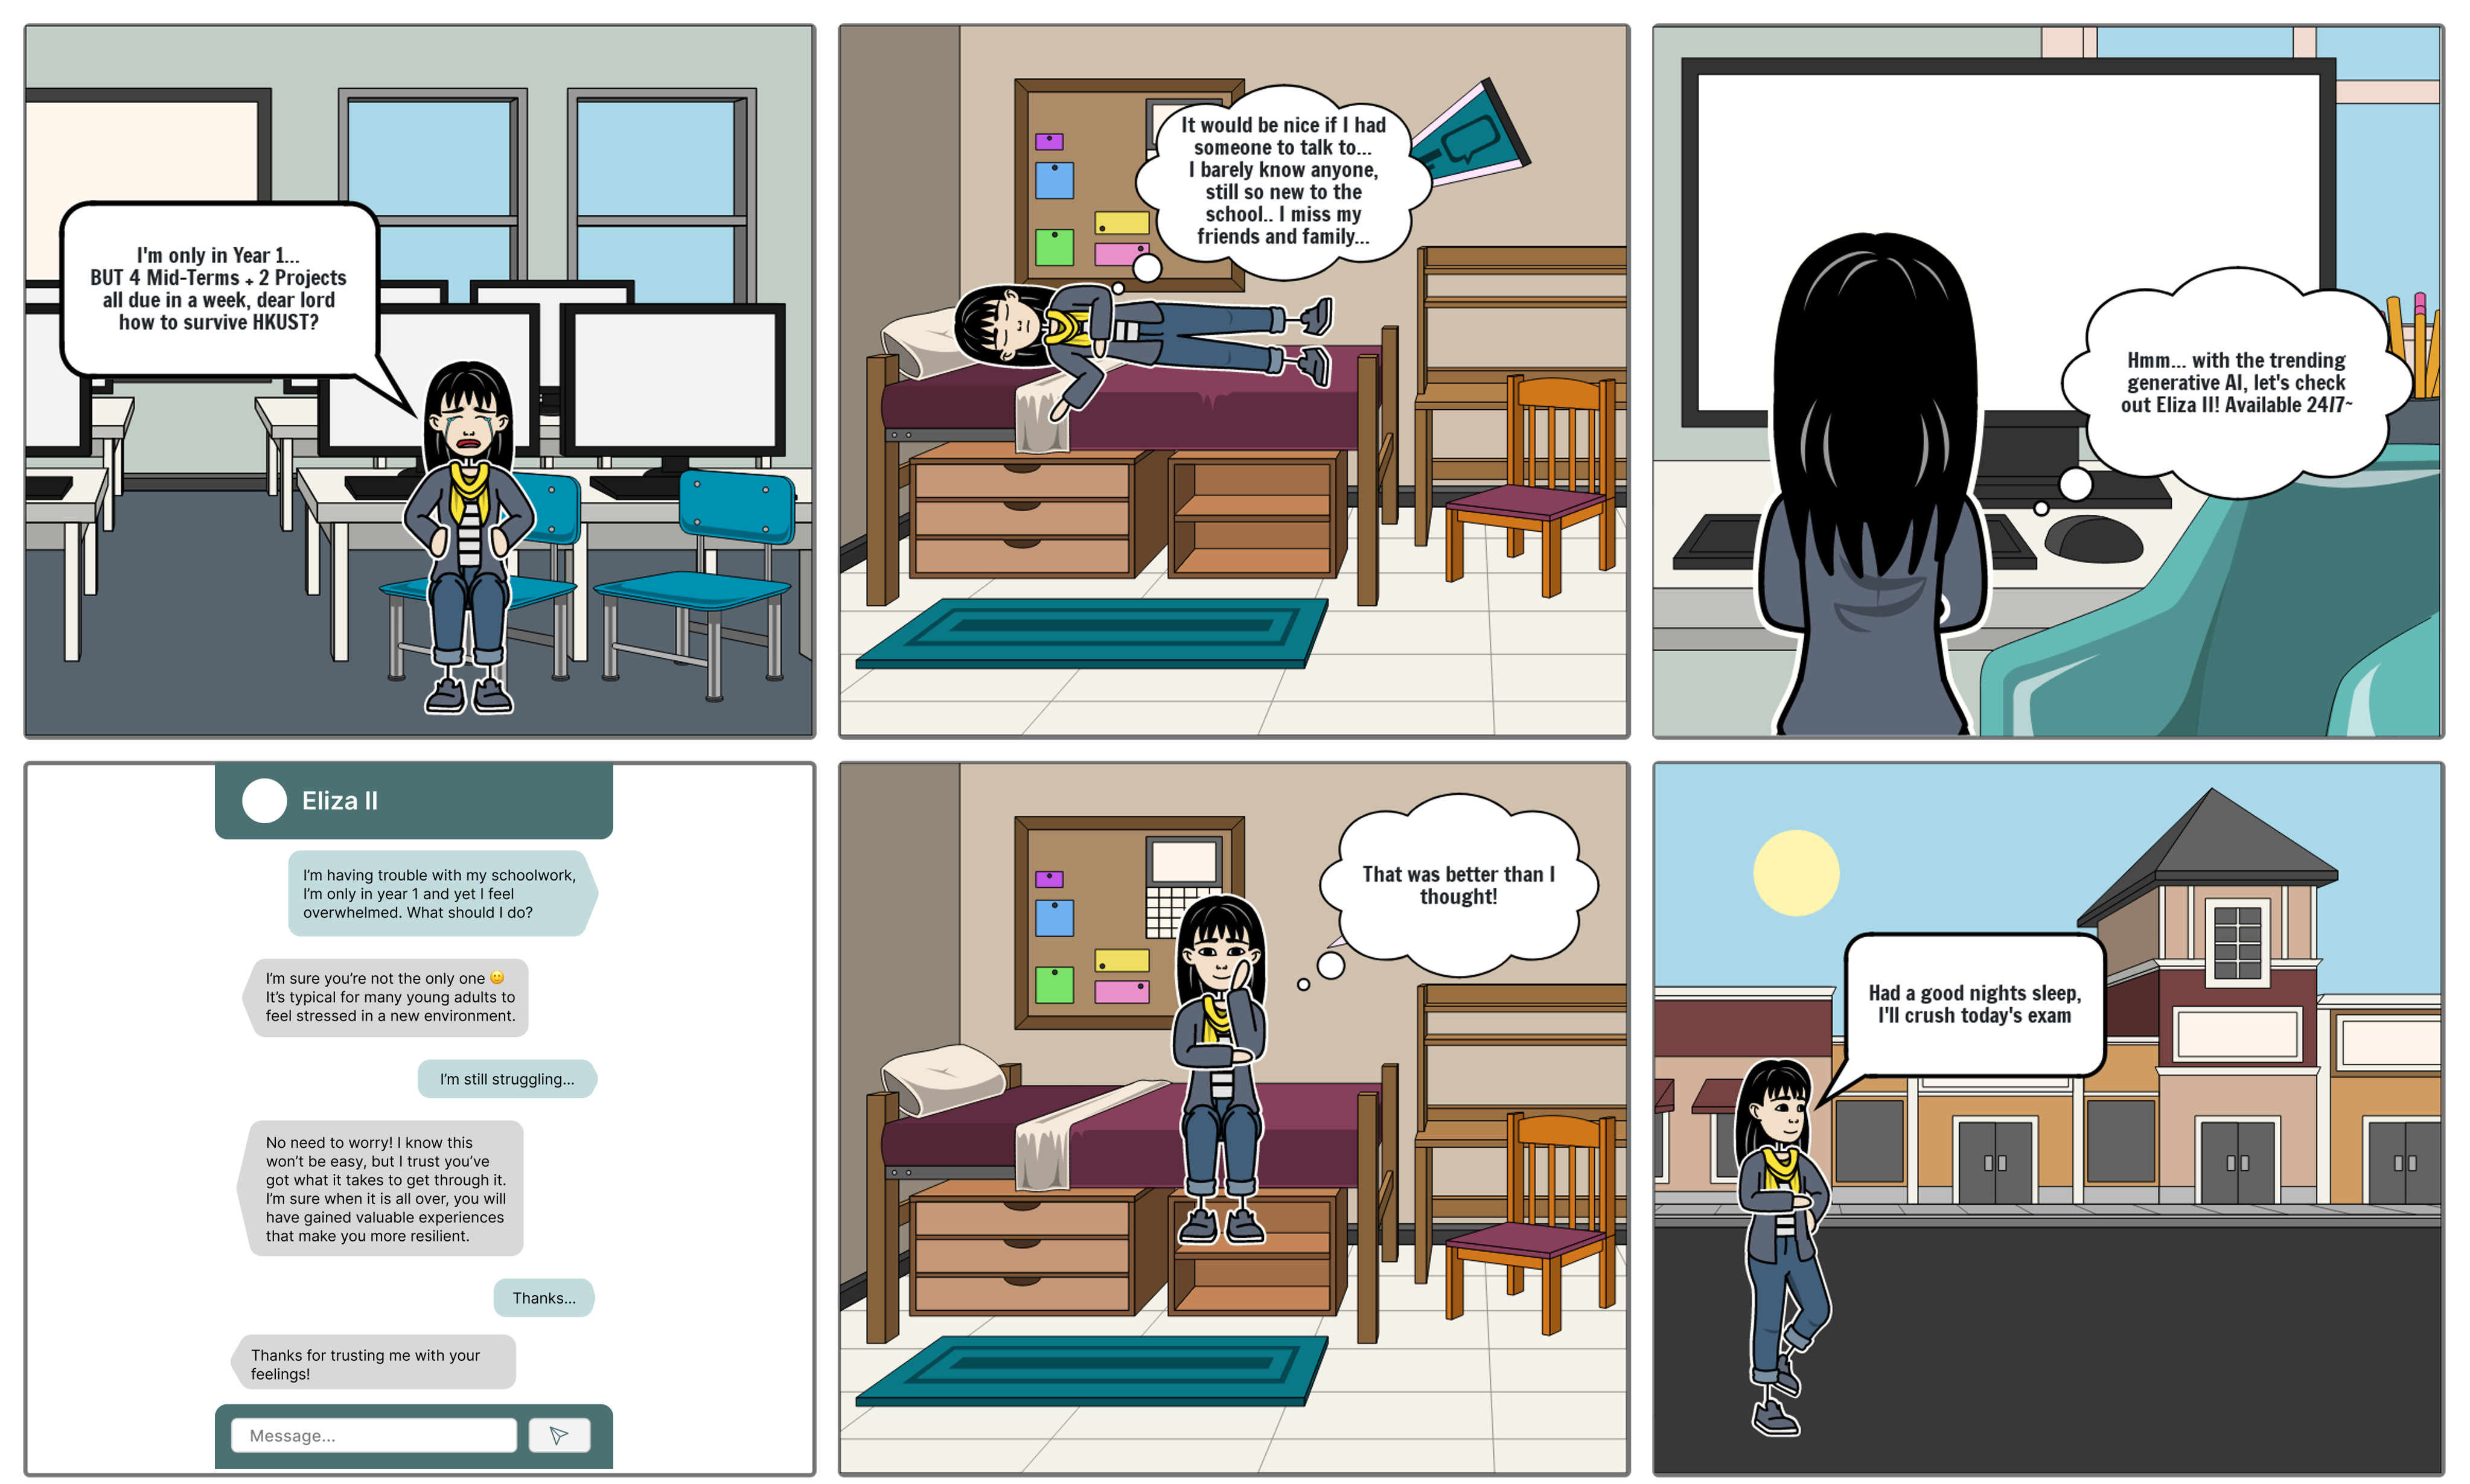 I'm only in Year 1...
BUT 4 Mid-Terms + 2 Projects
all due in a week, dear lord
how to survive HKUST?
It would be nice if I had
someone to talk to...
I barely know anyone,
still so new to the
school.. I miss my
friends and family...
Hmm... with the trending
generative AI, let's check
out Eliza II! Available 24/7~
Eliza II
I'm having trouble with my schoolwork,
I'm only in year 1 and yet I feel
overwhelmed. What should I do?
I'm sure you're not the only one 😊
It's typical for many young adults to
feel stressed in a new environment.
I'm still struggling...
No need to worry! I know this
won't be easy, but I trust you've
got what it takes to get through it.
I'm sure when it is all over, you will
have gained valuable experiences
that make you more resilient.
Thanks...
Thanks for trusting me with your
feelings!
Message...
That was better than I
thought!
Had a good nights sleep,
I'll crush today's exam